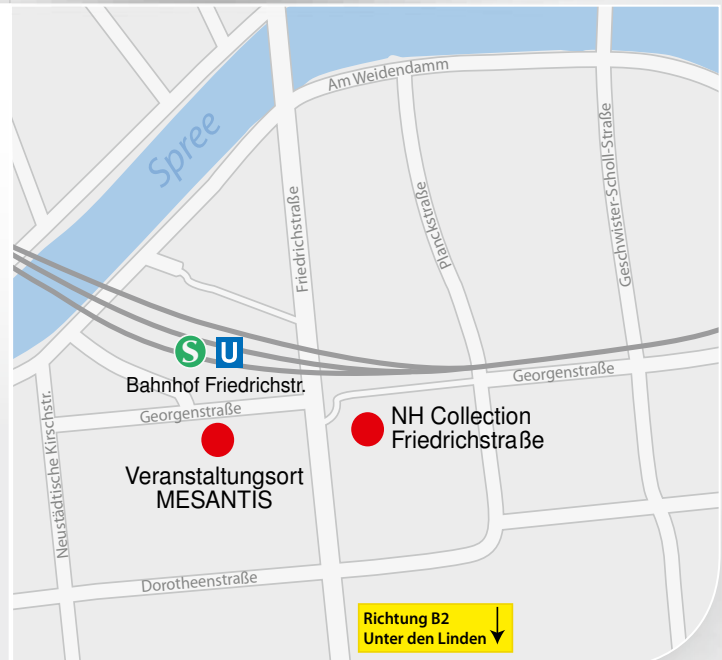 Am Weidendamm
Spree
Friedrichstraße
Planckstraße
Geschwister-Scholl-Straße
S U
Bahnhof Friedrichstr.
Georgenstraße
Georgenstraße
NH Collection
Friedrichstraße
Veranstaltungsort
MESANTIS
Neustädtische Kirschstr.
Dorotheenstraße
Richtung B2
Unter den Linden